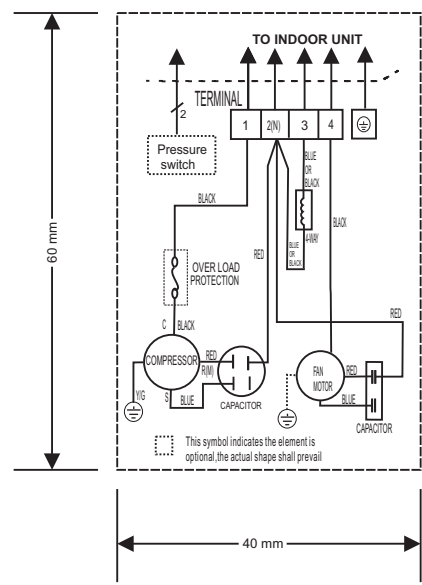 TO INDOOR UNIT
TERMINAL
2
1 2(N) 3 4
Pressure
switch
BLUE
OR
BLACK
BLACK
4-WAY
BLACK
RED
BLUE
OR
BLACK
OVER LOAD
PROTECTION
RED
C BLACK
COMPRESSOR
RED
R(M)
FAN
MOTOR
RED
Y/G
S
BLUE
BLUE
CAPACITOR
CAPACITOR
This symbol indicates the element is
optional,the actual shape shall prevail
60 mm
40 mm